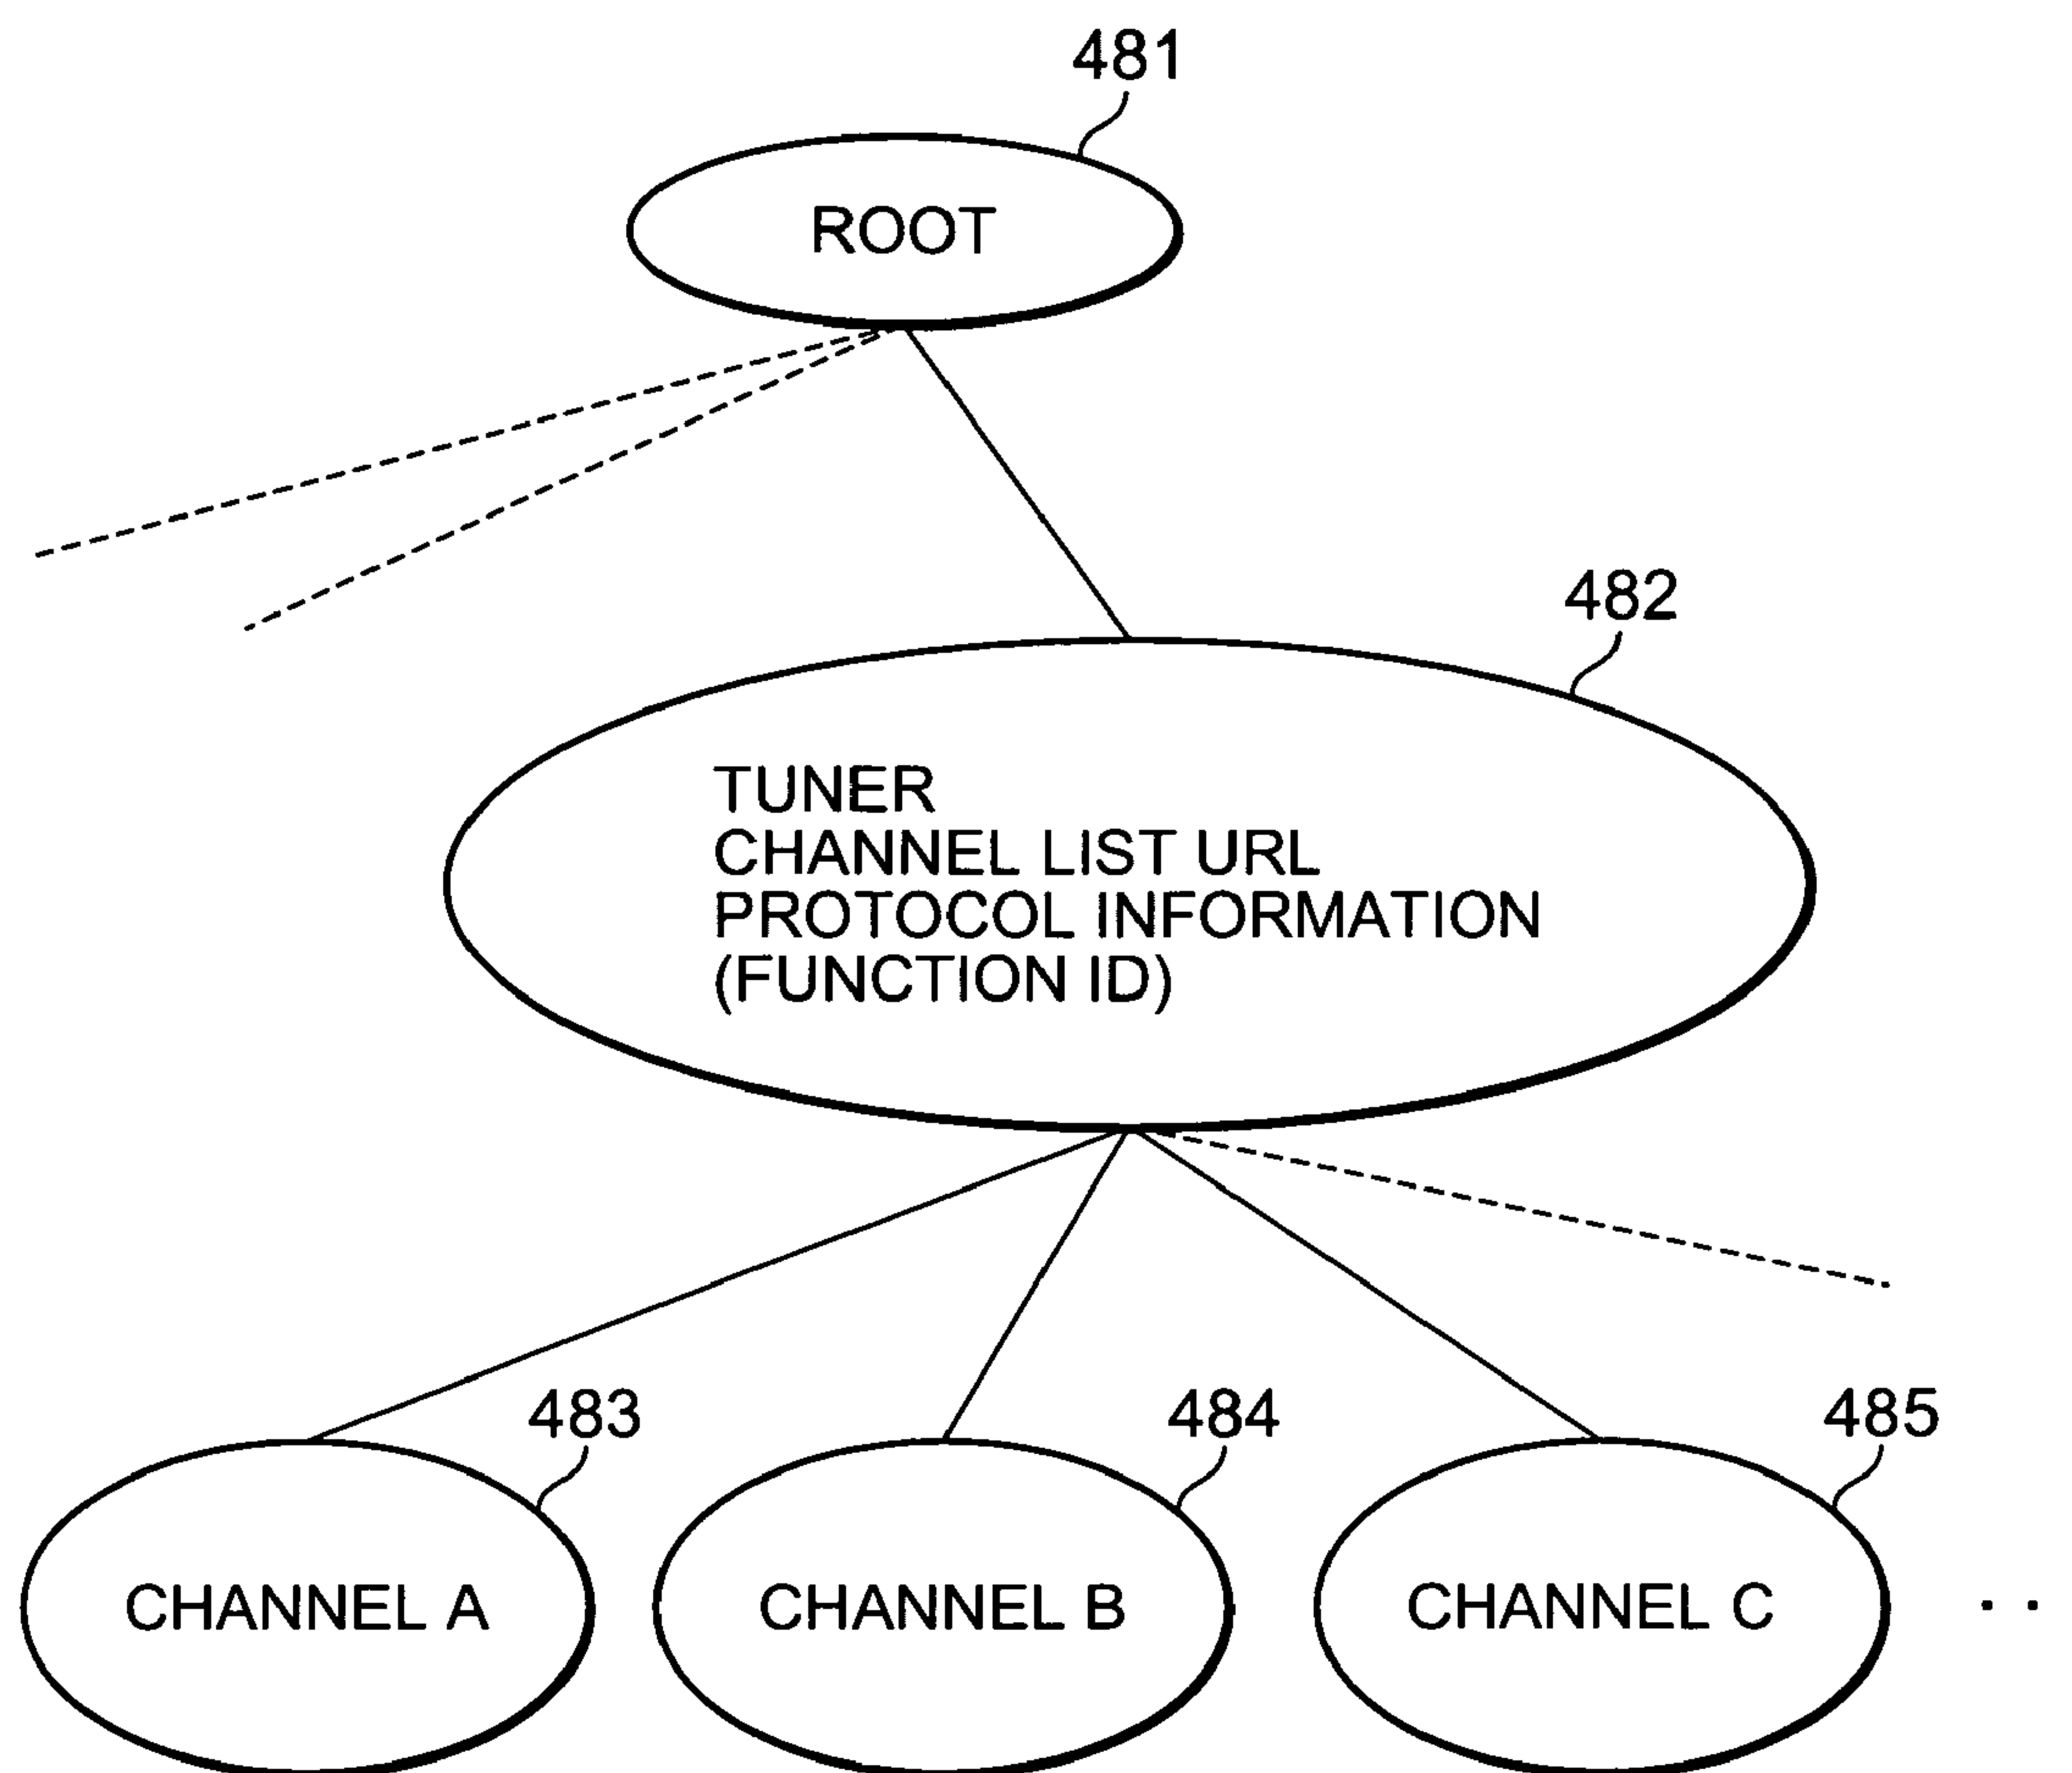 481
ROOT
482
TUNER
CHANNEL LIST URL
PROTOCOL INFORMATION
(FUNCTION ID)
483
484
485
CHANNEL A
CHANNEL B
CHANNEL C
. .